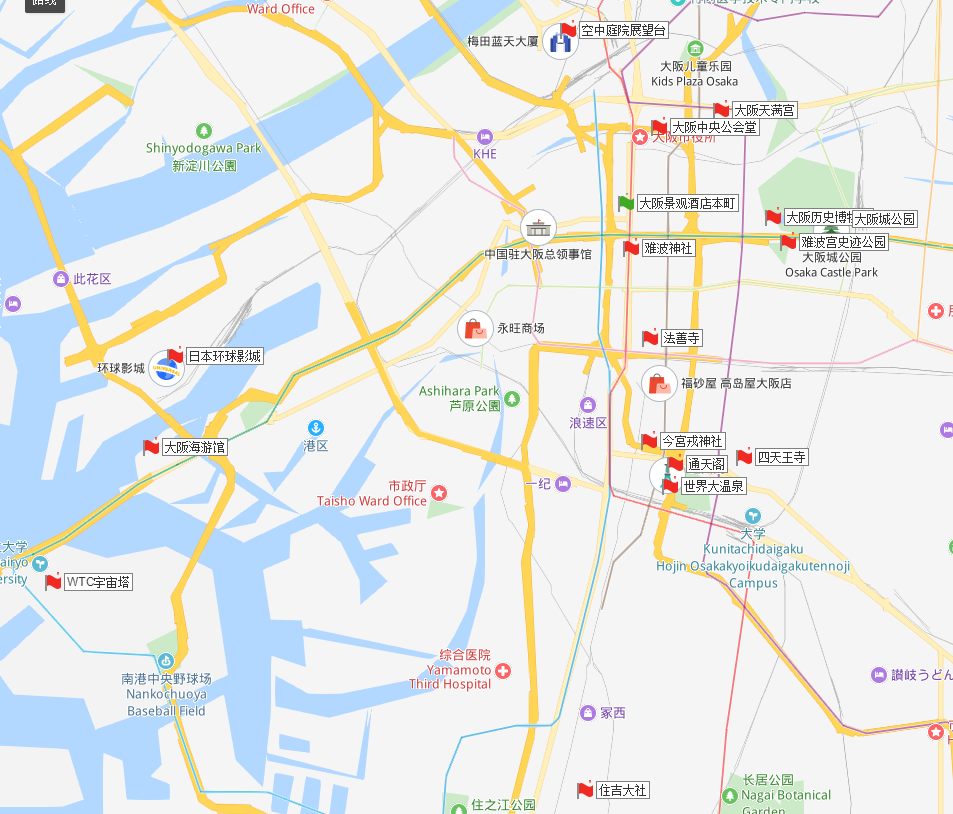 路线
Ward Office
梅田蓝天大厦
空中庭院展望台
大阪儿童乐园
Kids Plaza Osaka
大阪天满宫
大阪中央公会堂
大阪市役所
KHE
Shinyodogawa Park
新淀川公園
大阪景观酒店本町
大阪历史博物
大阪城公园
中国驻大阪总领事馆
难波神社
难波宫史迹公园
大阪城公园
Osaka Castle Park
此花区
永旺商场
法善寺
环球影城
日本环球影城
福砂屋 高岛屋大阪店
Ashihara Park
芦原公園
浪速区
港区
大阪海游馆
今宮戎神社
通天阁
四天王寺
世界大温泉
一纪
市政厅
Taisho Ward Office
大学
Kunitachidaigaku
Hojin Osakakyoikudaigakutennoji
Campus
大学
WTC宇宙塔
综合医院
Yamamoto
Third Hospital
南港中央野球场
Nankochuoya
Baseball Field
讃岐うどん
冢西
住吉大社
长居公园
Nagai Botanical
Garden
住之江公園